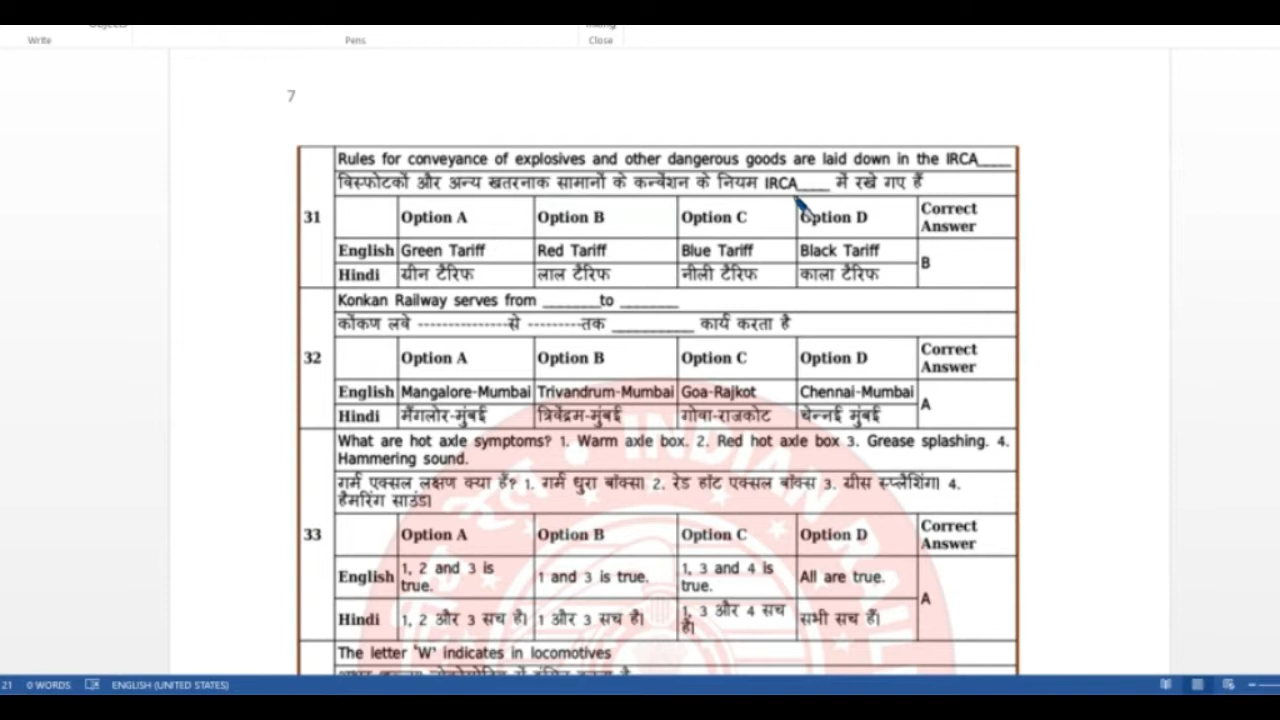 Write
Pens
Close
7
Rules for conveyance of explosives and other dangerous goods are laid down in the IRCA____
विस्फोटकों और अन्य खतरनाक सामानों के कन्वेंशन के नियम IRCA____ में रखे गए हैं
31 Option A Option B Option C Option D Correct Answer
English Green Tariff Red Tariff Blue Tariff Black Tariff B
Hindi ग्रीन टैरिफ लाल टैरिफ नीली टैरिफ काला टैरिफ
Konkan Railway serves from _______to _______
कोंकण लवे ----------------से ---------तक __________ कार्य करता है
32 Option A Option B Option C Option D Correct Answer
English Mangalore-Mumbai Trivandrum-Mumbai Goa-Rajkot Chennai-Mumbai A
Hindi मैंगलोर-मुंबई त्रिवेंद्रम-मुंबई गोवा-राजकोट चेन्नई मुंबई
What are hot axle symptoms? 1. Warm axle box. 2. Red hot axle box 3. Grease splashing. 4.
Hammering sound.
गर्म एक्सल लक्षण क्या हैं? 1. गर्म धुरा बॉक्स। 2. रेड हॉट एक्सल बॉक्स 3. ग्रीस स्प्लैशिंग। 4.
हैमरिंग साउंड।
33 Option A Option B Option C Option D Correct Answer
English 1, 2 and 3 is true. 1 and 3 is true. 1, 3 and 4 is true. All are true. A
Hindi 1, 2 और 3 सच है। 1 और 3 सच है। 1, 3 और 4 सच है। सभी सच हैं।
The letter 'W' indicates in locomotives
21 0 WORDS ENGLISH (UNITED STATES)